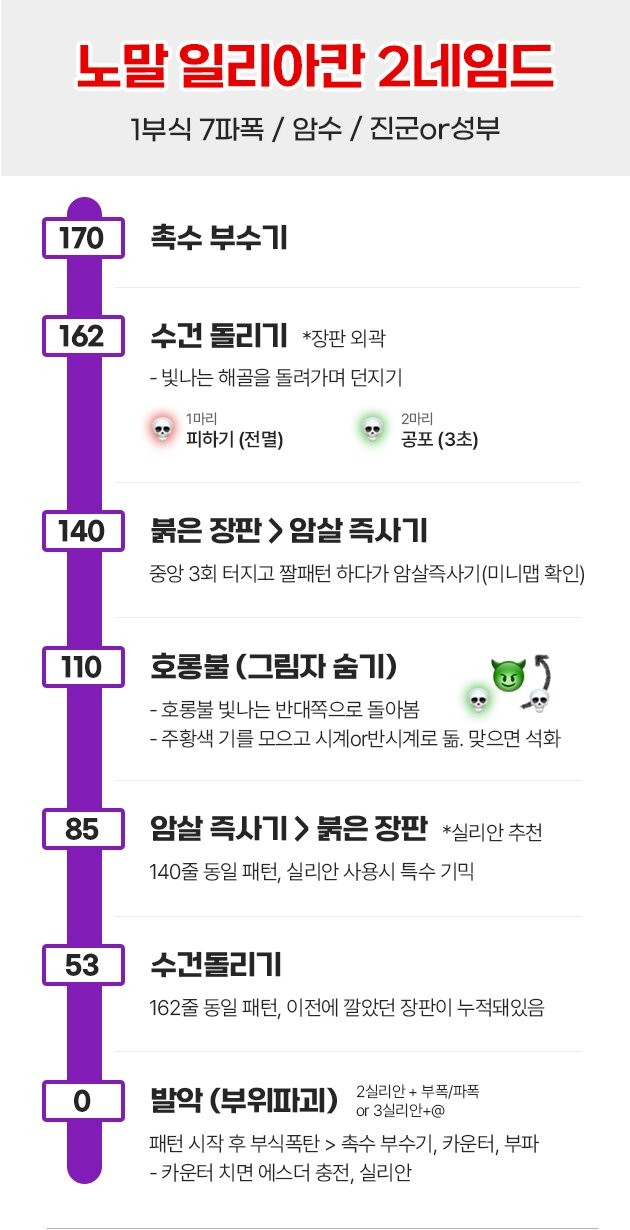 노말 일리아칸 2네임드
1부식 7파폭 / 암수 / 진군or성부
170 촉수 부수기
162 수건 돌리기 *장판 외곽
- 빛나는 해골을 돌려가며 던지기
1마리
피하기 (전멸)
2마리
공포 (3초)
140 붉은 장판 > 암살 즉사기
중앙 3회 터지고 짤패턴 하다가 암살즉사기(미니맵 확인)
110 호롱불 (그림자 숨기)
- 호롱불 빛나는 반대쪽으로 돌아봄
- 주황색 기를 모으고 시계or반시계로 돎. 맞으면 석화
85 암살 즉사기 > 붉은 장판 *실리안 추천
140줄 동일 패턴, 실리안 사용시 특수 기믹
53 수건돌리기
162줄 동일 패턴, 이전에 깔았던 장판이 누적돼있음
0 발악 (부위파괴) 2실리안 + 부폭/파폭
or 3실리안+@
패턴 시작 후 부식폭탄 > 촉수 부수기, 카운터, 부파
- 카운터 치면 에스더 충전, 실리안